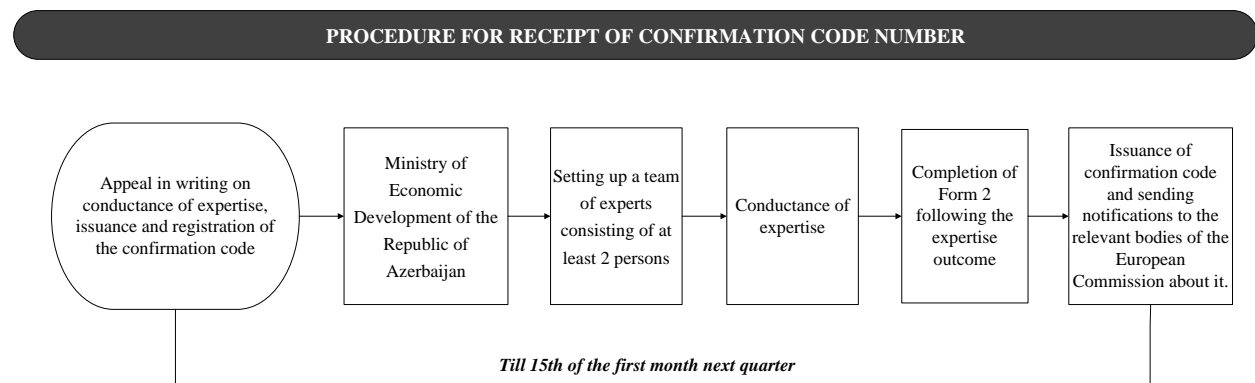 PROCEDURE FOR RECEIPT OF CONFIRMATION CODE NUMBER
Appeal in writing on
conductance of expertise,
issuance and registration of
the confirmation code
Ministry of
Economic
Development of the
Republic of
Azerbaijan
Setting up a team
of experts
consisting of at
least 2 persons
Conductance of
expertise
Completion of
Form 2
following the
expertise
outcome
Issuance of
confirmation code
and sending
notifications to the
relevant bodies of the
European
Commission about it.
Till 15th of the first month next quarter